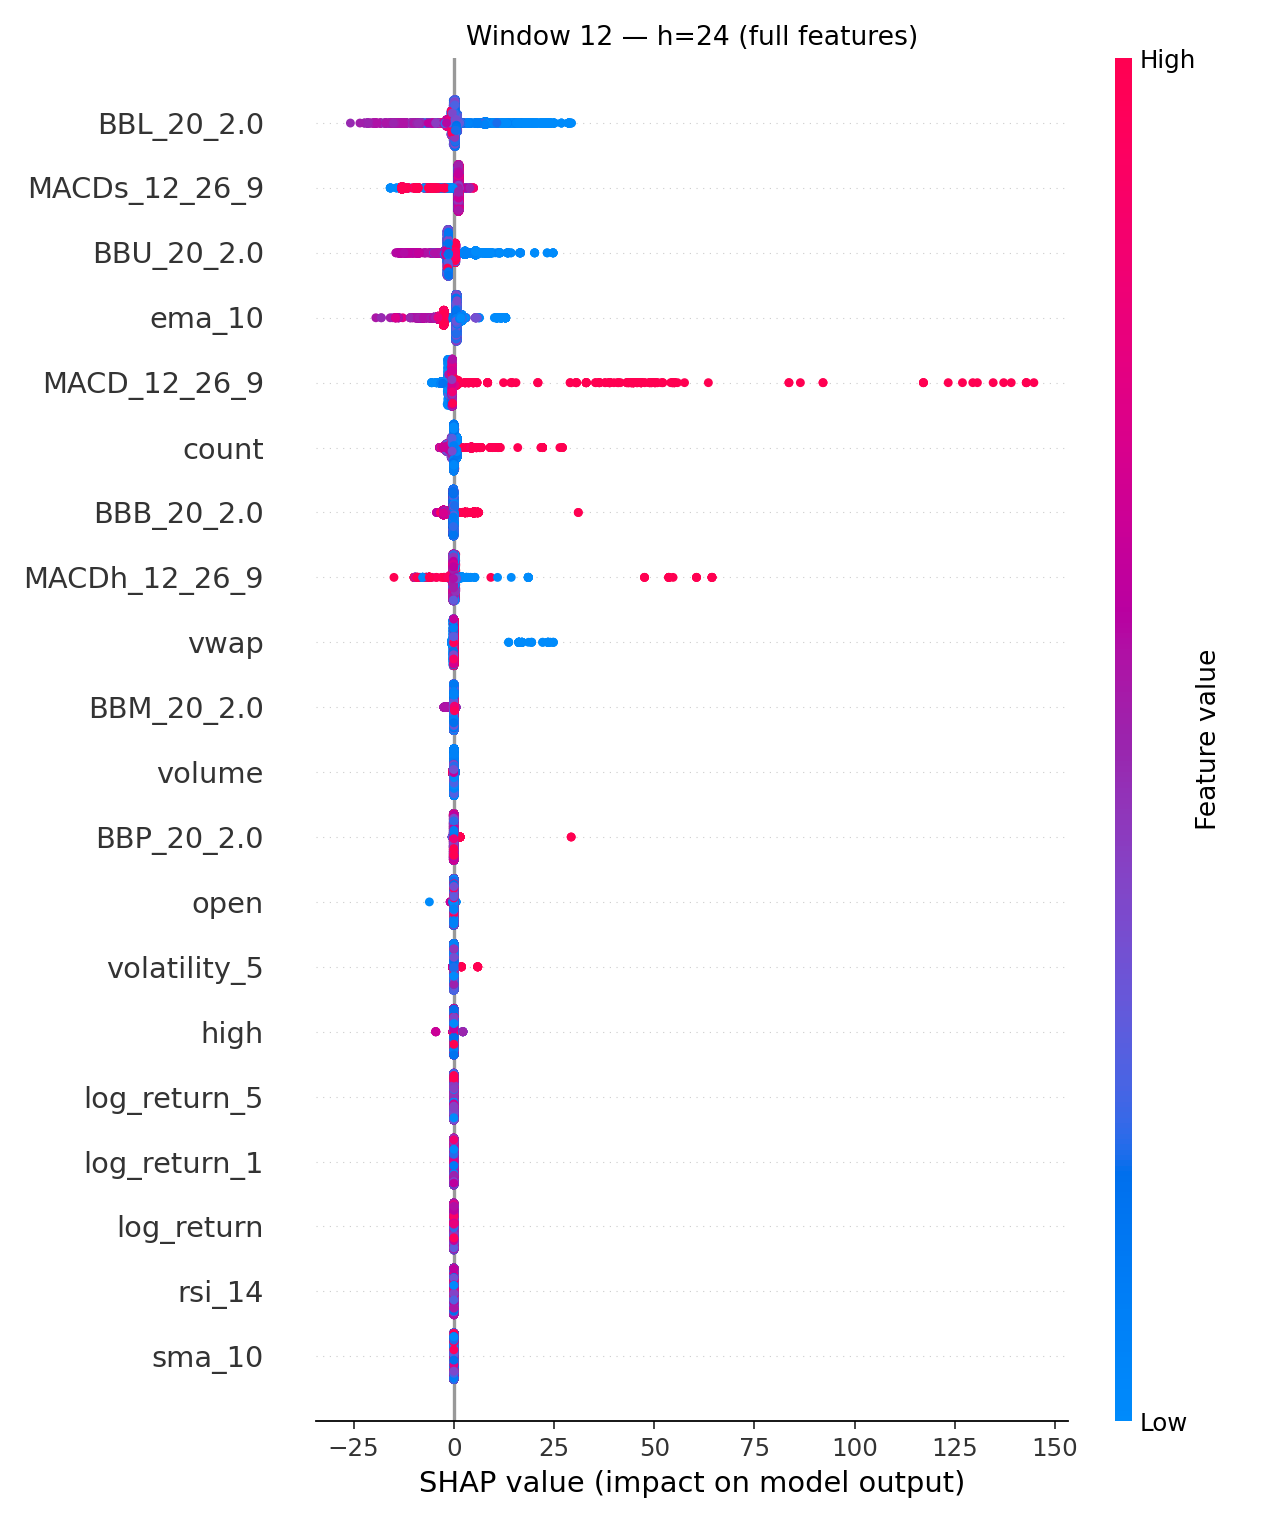 Window 12 — h=24 (full features)
High
BBL_20_2.0
MACDs_12_26_9
BBU_20_2.0
ema_10
MACD_12_26_9
count
BBB_20_2.0
MACDh_12_26_9
vwap
BBM_20_2.0
volume
BBP_20_2.0
open
volatility_5
high
log_return_5
log_return_1
log_return
rsi_14
sma_10
Feature value
Low
−25 0 25 50 75 100 125 150
SHAP value (impact on model output)